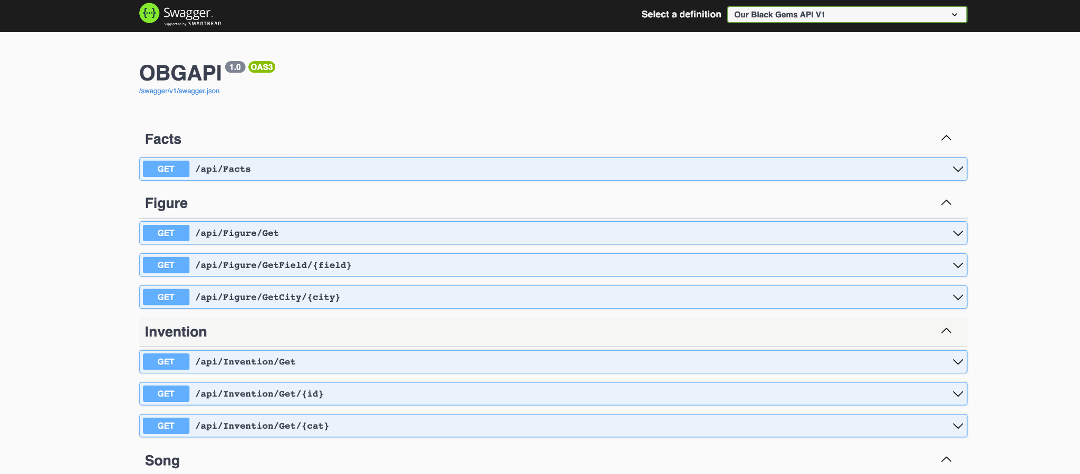 Swagger.
Supported by SMARTBEAR
Select a definition
Our Black Gems API V1
OBGAPI 1.0 OAS3
/swagger/v1/swagger.json
Facts
GET /api/Facts
Figure
GET /api/Figure/Get
GET /api/Figure/GetField/{field}
GET /api/Figure/GetCity/{city}
Invention
GET /api/Invention/Get
GET /api/Invention/Get/{id}
GET /api/Invention/Get/{cat}
Song